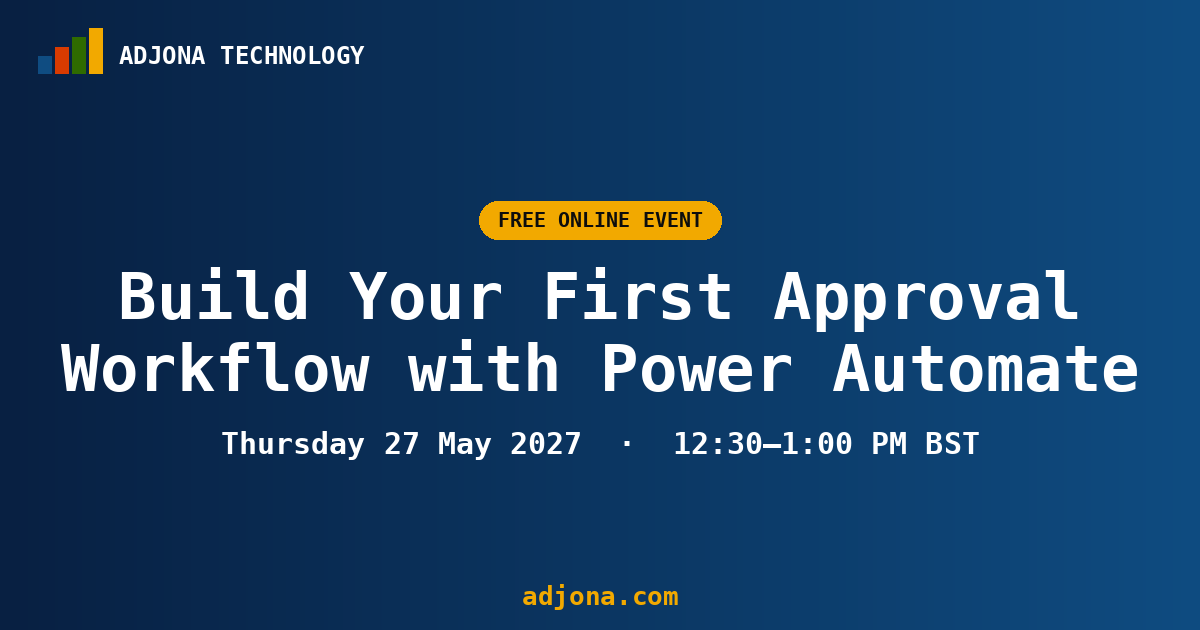 ADJONA TECHNOLOGY
FREE ONLINE EVENT
Build Your First Approval
Workflow with Power Automate
Thursday 27 May 2027 · 12:30–1:00 PM BST
adjona.com